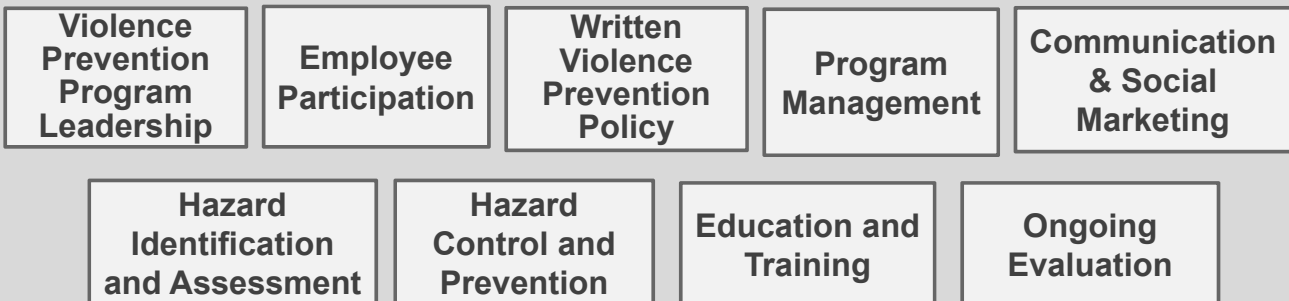 Violence
Prevention
Program
Leadership
Employee
Participation
Written
Violence
Prevention
Policy
Program
Management
Communication
& Social
Marketing
Hazard
Identification
and Assessment
Hazard
Control and
Prevention
Education and
Training
Ongoing
Evaluation